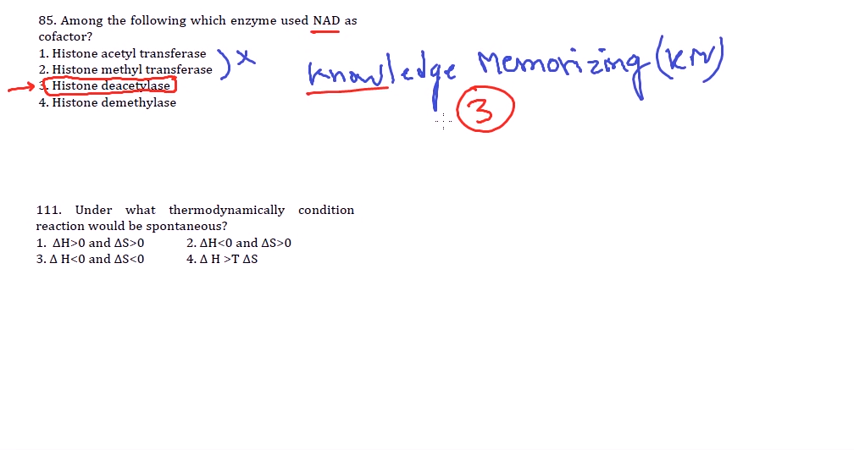 85. Among the following which enzyme used NAD as
cofactor?
1. Histone acetyl transferase
2. Histone methyl transferase
3. Histone deacetylase
4. Histone demethylase
) x
knowledge Memorizing (KM)
3
111. Under what thermodynamically condition
reaction would be spontaneous?
1. ΔH>0 and ΔS>0 2. ΔH<0 and ΔS>0
3. Δ H<0 and ΔS<0 4. Δ H >T ΔS